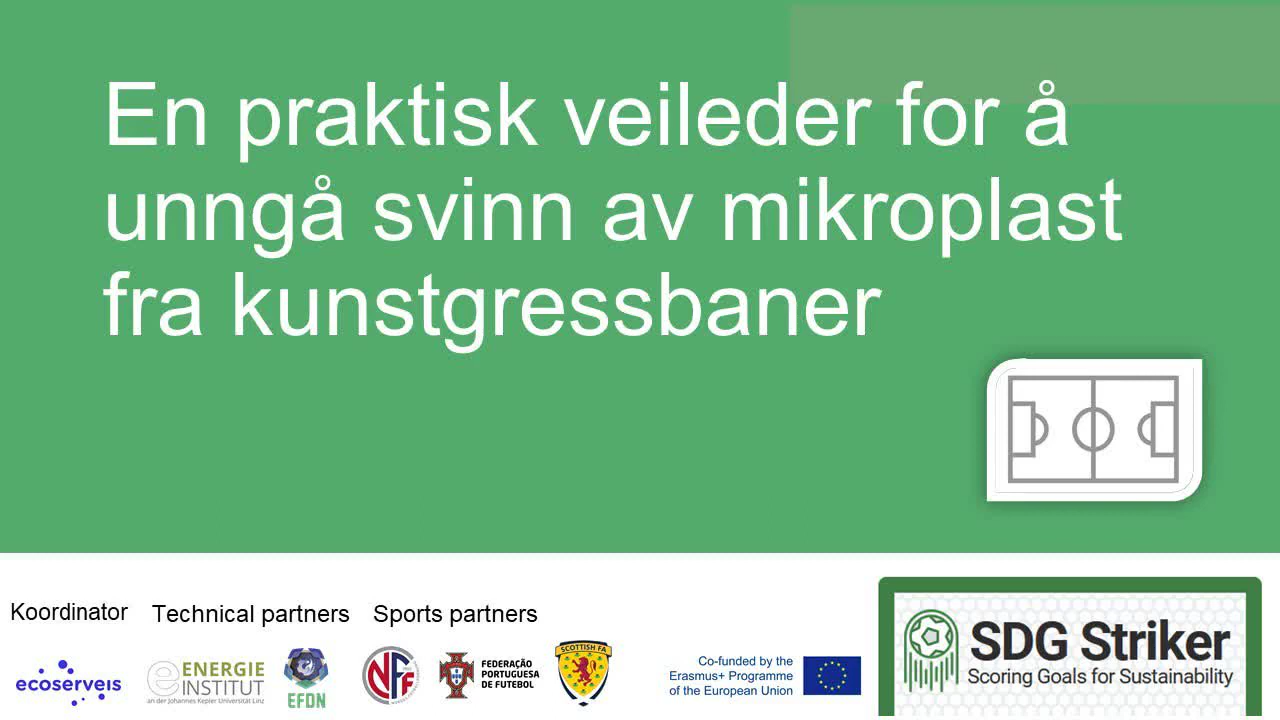 En praktisk veileder for å
unngå svinn av mikroplast
fra kunstgressbaner
Koordinator
Technical partners
Sports partners
ecoserveis
e ENERGIE
INSTITUT
an der Johannes Kepler Universität Linz
EFDN
NFF
FEDERAÇÃO
PORTUGUESA
DE FUTEBOL
SCOTTISH FA
Co-funded by the
Erasmus+ Programme
of the European Union
SDG Striker
Scoring Goals for Sustainability